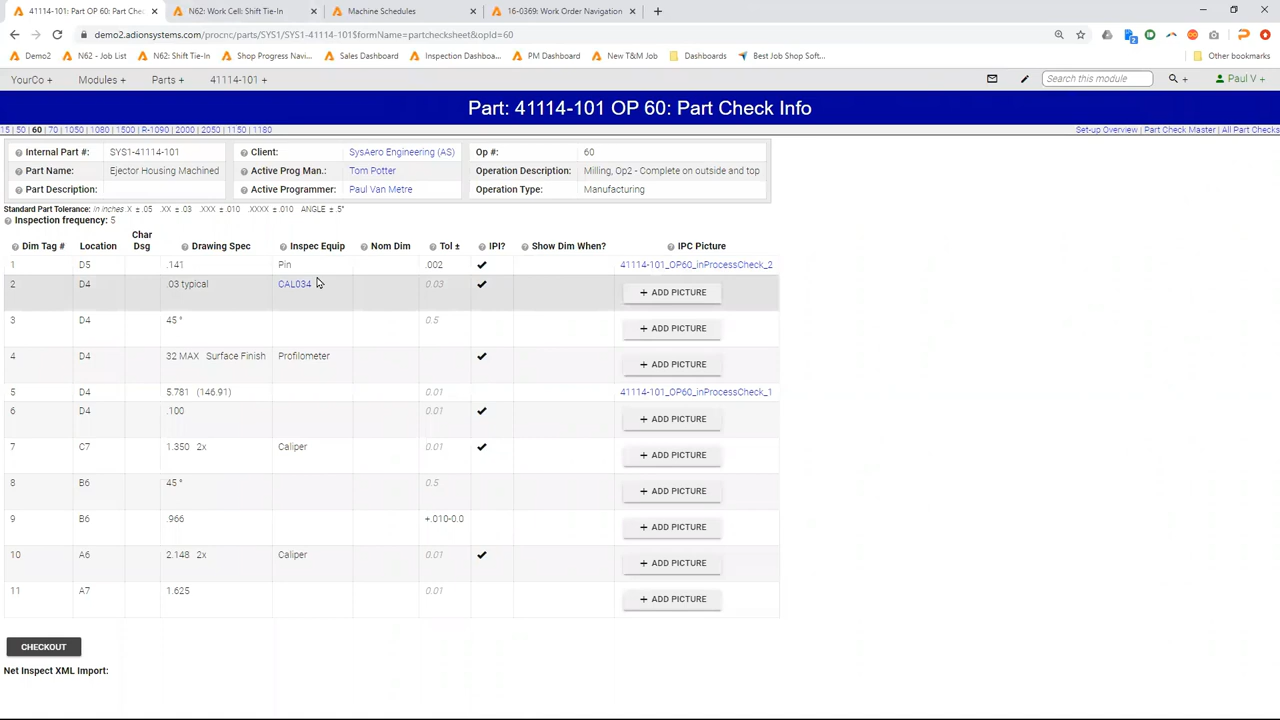 41114-101: Part OP 60: Part Chec
N62: Work Cell: Shift Tie-In
Machine Schedules
16-0369: Work Order Navigation
demo2.adionsystems.com/procnc/parts/SYS1/SYS1-41114-101$formName=partchecksheet&opId=60
Demo2
N62 - Job List
N62: Shift Tie-In
Shop Progress Navi...
Sales Dashboard
Inspection Dashbo...
PM Dashboard
New T&M Job
Dashboards
Best Job Shop Soft...
Other bookmarks
YourCo +
Modules +
Parts +
41114-101 +
Search this module
+
Paul V +
Part: 41114-101 OP 60: Part Check Info
15 | 50 | 60 | 70 | 1050 | 1080 | 1500 | R-1090 | 2000 | 2050 | 1150 | 1180
Set-up Overview | Part Check Master | All Part Checks
Internal Part #: SYS1-41114-101 Client: SysAero Engineering (AS) Op #: 60
Part Name: Ejector Housing Machined Active Prog Man.: Tom Potter Operation Description: Milling, Op2 - Complete on outside and top
Part Description: Active Programmer: Paul Van Metre Operation Type: Manufacturing
Standard Part Tolerance: in inches .X ±.05 .XX ±.03 .XXX ±.010 .XXXX ±.010 ANGLE ±.5°
Inspection frequency: 5
Dim Tag # Location Char Dsg Drawing Spec Inspec Equip Nom Dim Tol ± IPI? Show Dim When? IPC Picture
1 D5 .141 Pin .002 ✔ 41114-101_OP60_inProcessCheck_2
2 D4 .03 typical CAL034 0.03 ✔ + ADD PICTURE
3 D4 45 ° 0.5 + ADD PICTURE
4 D4 32 MAX Surface Finish Profilometer ✔ + ADD PICTURE
5 D4 5.781 (146.91) 0.01 41114-101_OP60_inProcessCheck_1
6 D4 .100 0.01 ✔ + ADD PICTURE
7 C7 1.350 2x Caliper 0.01 ✔ + ADD PICTURE
8 B6 45 ° 0.5 + ADD PICTURE
9 B6 .966 +.010-0.0 + ADD PICTURE
10 A6 2.148 2x Caliper 0.01 ✔ + ADD PICTURE
11 A7 1.625 0.01 + ADD PICTURE
CHECKOUT
Net Inspect XML Import: